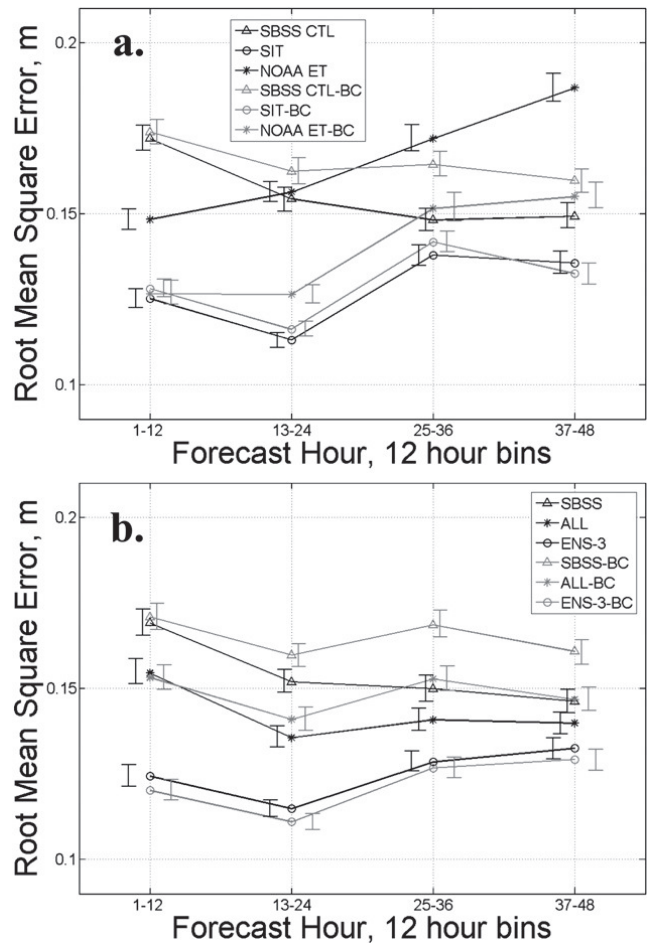 a.
SBSS CTL
SIT
NOAA ET
SBSS CTL-BC
SIT-BC
NOAA ET-BC
0.2
0.15
0.1
Root Mean Square Error, m
1-12 13-24 25-36 37-48
Forecast Hour, 12 hour bins
b.
SBSS
ALL
ENS-3
SBSS-BC
ALL-BC
ENS-3-BC
0.2
0.15
0.1
Root Mean Square Error, m
1-12 13-24 25-36 37-48
Forecast Hour, 12 hour bins